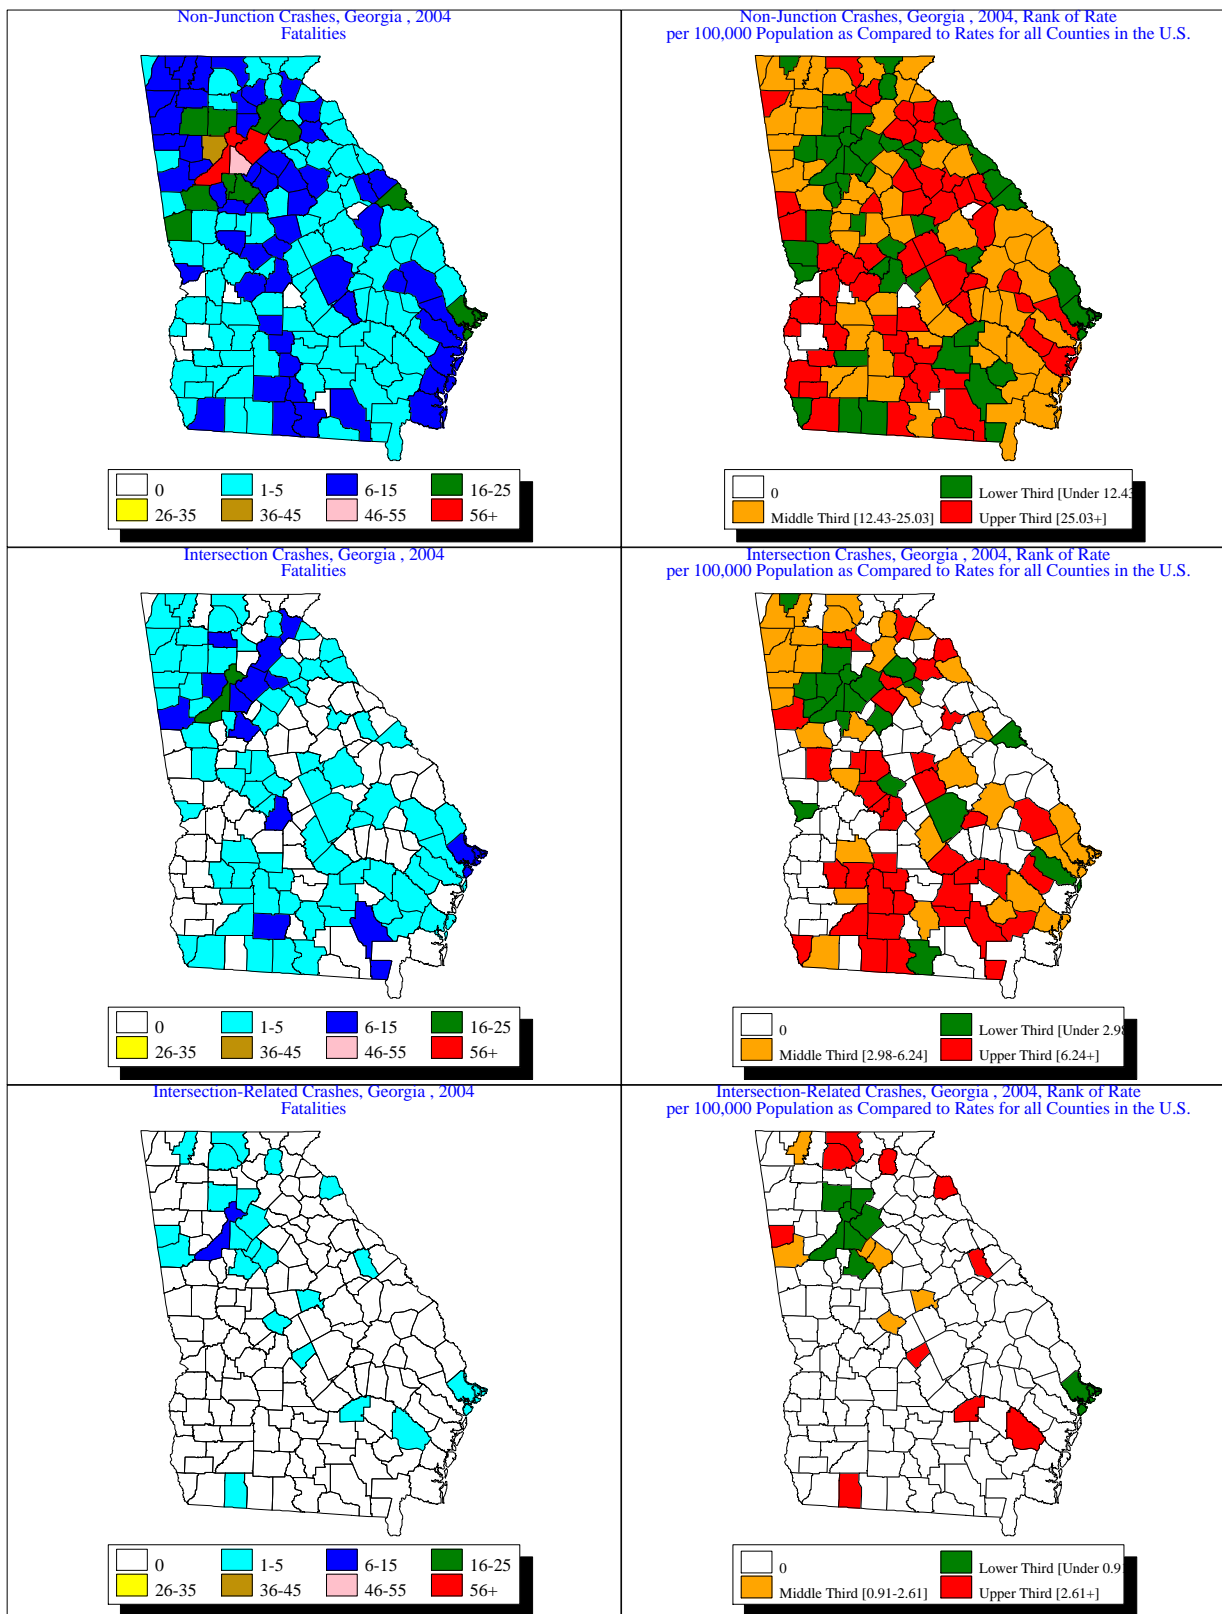 Non-Junction Crashes, Georgia , 2004
Fatalities
0
1-5
6-15
16-25
26-35
36-45
46-55
56+
Non-Junction Crashes, Georgia , 2004, Rank of Rate
per 100,000 Population as Compared to Rates for all Counties in the U.S.
0
Lower Third [Under 12.43
Middle Third [12.43-25.03]
Upper Third [25.03+]
Intersection Crashes, Georgia , 2004
Fatalities
0
1-5
6-15
16-25
26-35
36-45
46-55
56+
Intersection Crashes, Georgia , 2004, Rank of Rate
per 100,000 Population as Compared to Rates for all Counties in the U.S.
0
Lower Third [Under 2.98
Middle Third [2.98-6.24]
Upper Third [6.24+]
Intersection-Related Crashes, Georgia , 2004
Fatalities
0
1-5
6-15
16-25
26-35
36-45
46-55
56+
Intersection-Related Crashes, Georgia , 2004, Rank of Rate
per 100,000 Population as Compared to Rates for all Counties in the U.S.
0
Lower Third [Under 0.9
Middle Third [0.91-2.61]
Upper Third [2.61+]